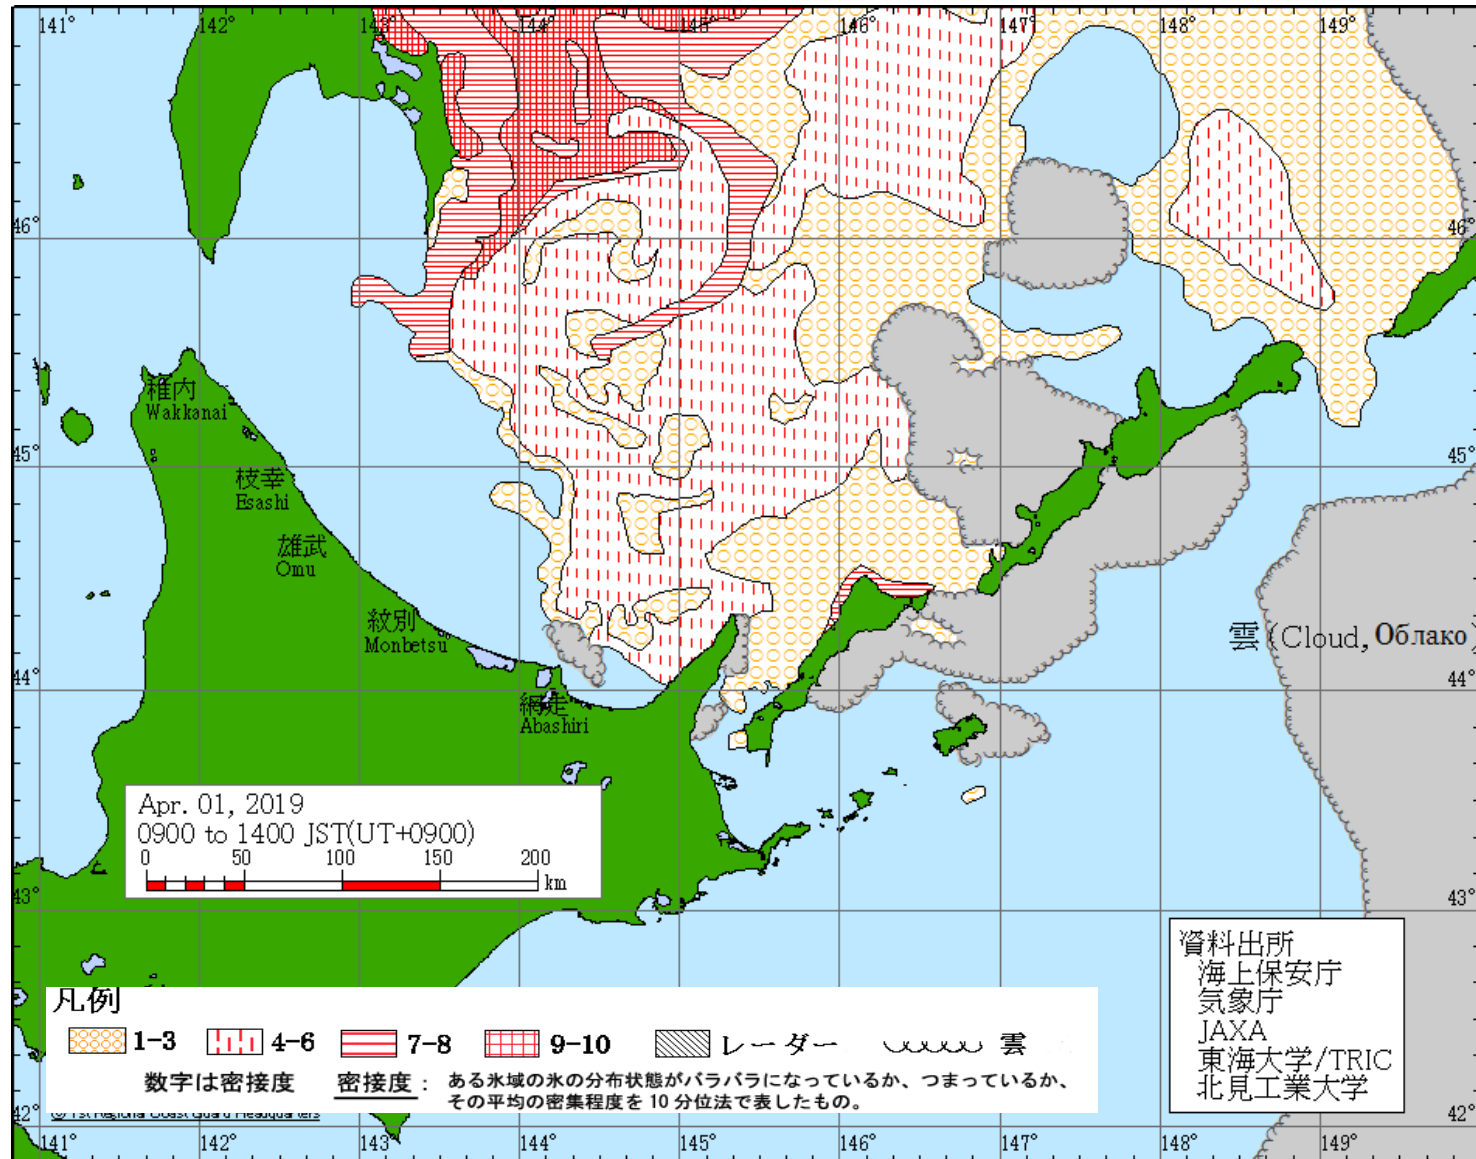 141° 142° 143° 144° 145° 146° 147° 148° 149°
46° 46°
稚内
Wakkanai
45° 45°
枝幸
Esashi
雄武
Omu
紋別
Monbetsu
雲(Cloud, Облако)
44° 44°
網走
Abashiri
Apr. 01, 2019
0900 to 1400 JST(UT+0900)
0 50 100 150 200
km
43° 43°
資料出所
海上保安庁
気象庁
JAXA
東海大学/TRIC
北見工業大学
凡例
1-3 4-6 7-8 9-10 レーダー 雲
数字は密接度 密接度: ある氷域の氷の分布状態がバラバラになっているか、つまっているか、
その平均の密集程度を10分位法で表したもの。
42° © 1st Regional Coast Guard Headquarters 42°
141° 142° 143° 144° 145° 146° 147° 148° 149°